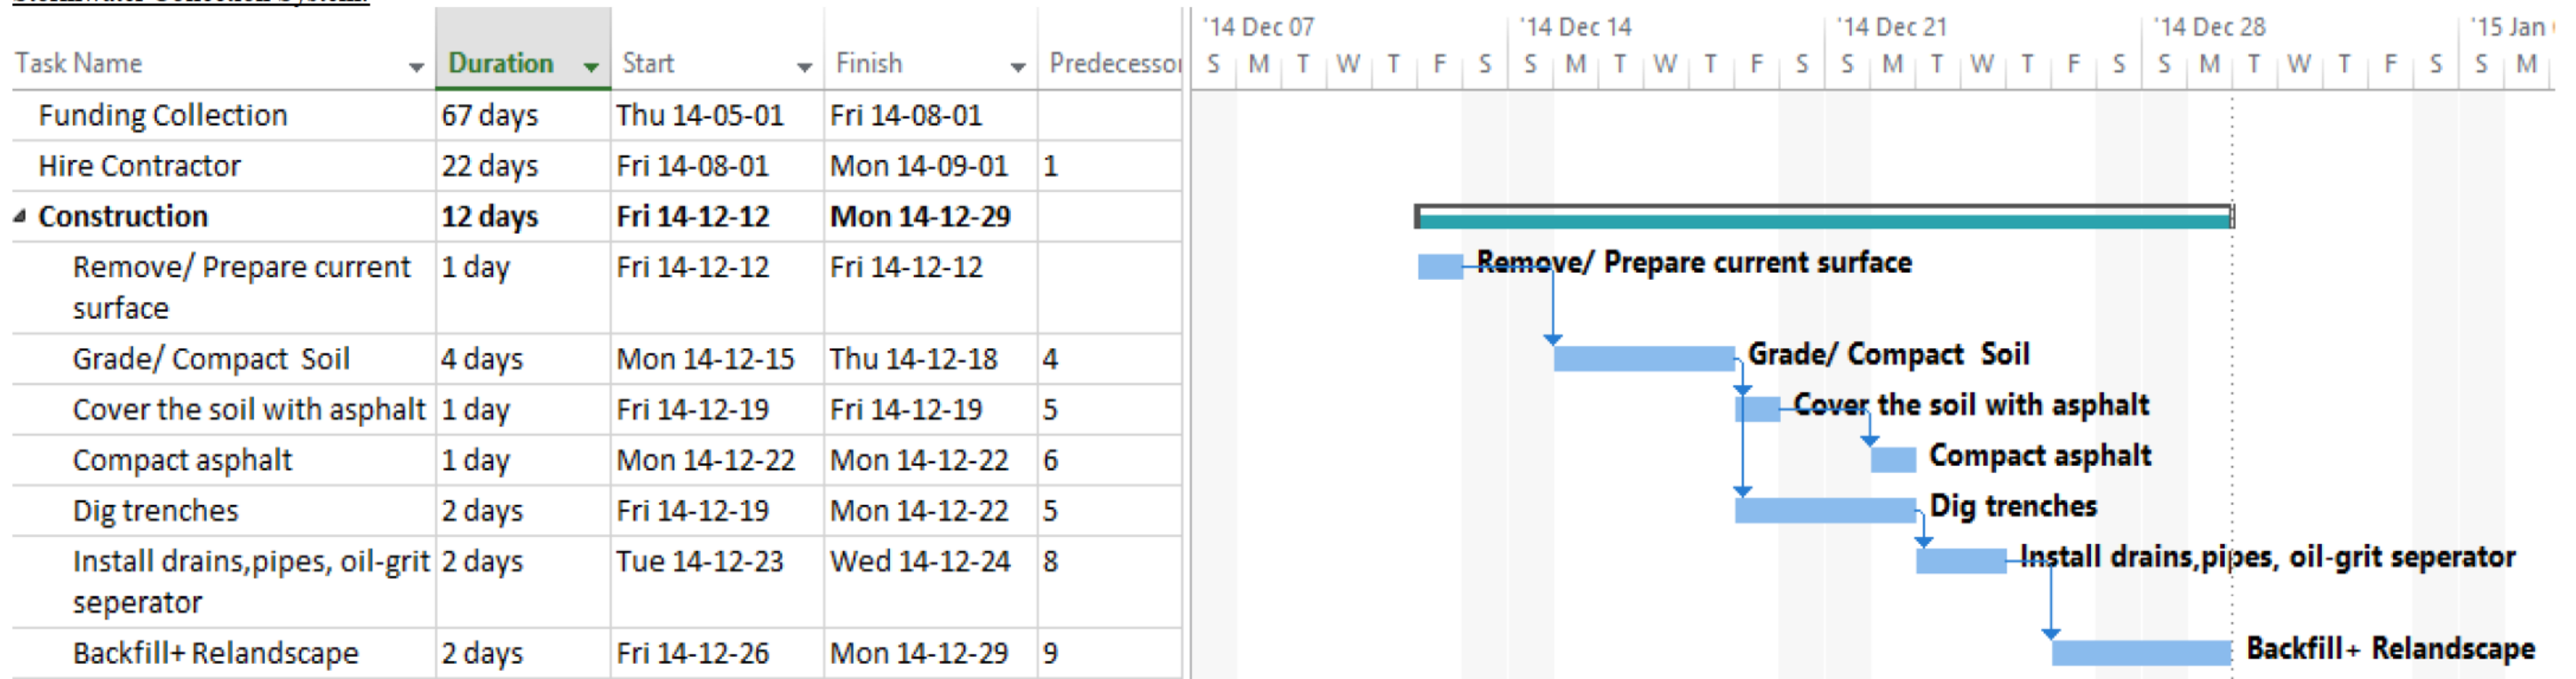 '14 Dec 07 '14 Dec 14 '14 Dec 21 '14 Dec 28 '15 Jan
Task Name Duration Start Finish Predecessor S M T W T F S S M T W T F S S M T W T F S S M T W T F S S M
Funding Collection 67 days Thu 14-05-01 Fri 14-08-01
Hire Contractor 22 days Fri 14-08-01 Mon 14-09-01 1
Construction 12 days Fri 14-12-12 Mon 14-12-29
Remove/ Prepare current 1 day Fri 14-12-12 Fri 14-12-12 Remove/ Prepare current surface
surface
Grade/ Compact Soil 4 days Mon 14-12-15 Thu 14-12-18 4 Grade/ Compact Soil
Cover the soil with asphalt 1 day Fri 14-12-19 Fri 14-12-19 5 Cover the soil with asphalt
Compact asphalt 1 day Mon 14-12-22 Mon 14-12-22 6 Compact asphalt
Dig trenches 2 days Fri 14-12-19 Mon 14-12-22 5 Dig trenches
Install drains,pipes, oil-grit 2 days Tue 14-12-23 Wed 14-12-24 8 Install drains,pipes, oil-grit seperator
seperator
Backfill+ Relandscape 2 days Fri 14-12-26 Mon 14-12-29 9 Backfill+ Relandscape